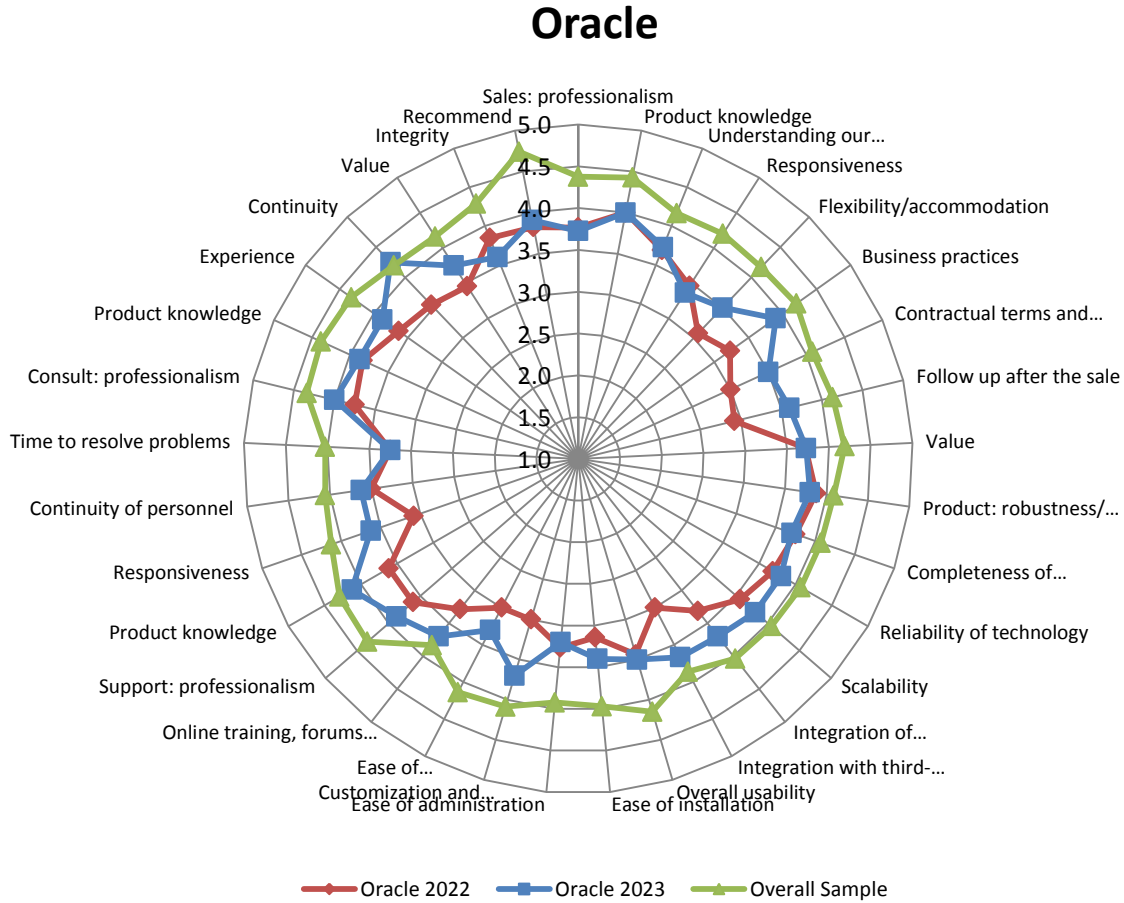 Oracle
Sales: professionalism
Product knowledge
Understanding our...
Responsiveness
Flexibility/accommodation
Business practices
Contractual terms and...
Follow up after the sale
Value
Product: robustness/...
Completeness of...
Reliability of technology
Scalability
Integration of...
Integration with third-...
Overall usability
Ease of installation
Ease of administration
Customization and...
Ease of...
Online training, forums...
Support: professionalism
Product knowledge
Responsiveness
Continuity of personnel
Time to resolve problems
Consult: professionalism
Product knowledge
Experience
Continuity
Value
Integrity
Recommend
5.0
4.5
4.0
3.5
3.0
2.5
2.0
1.5
1.0
Oracle 2022
Oracle 2023
Overall Sample